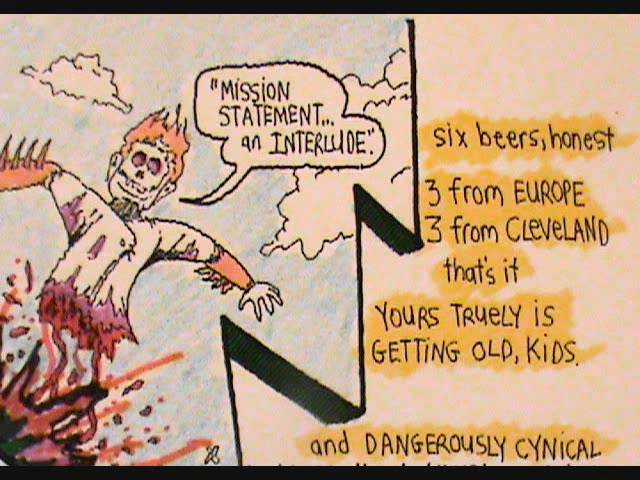 "MISSION
STATEMENT...
an INTERLUDE".
six beers, honest
3 from EUROPE
3 from CLEVELAND
that's it
YOURS TRUELY is
GETTING OLD, KIDS.
and DANGEROUSLY CYNICAL